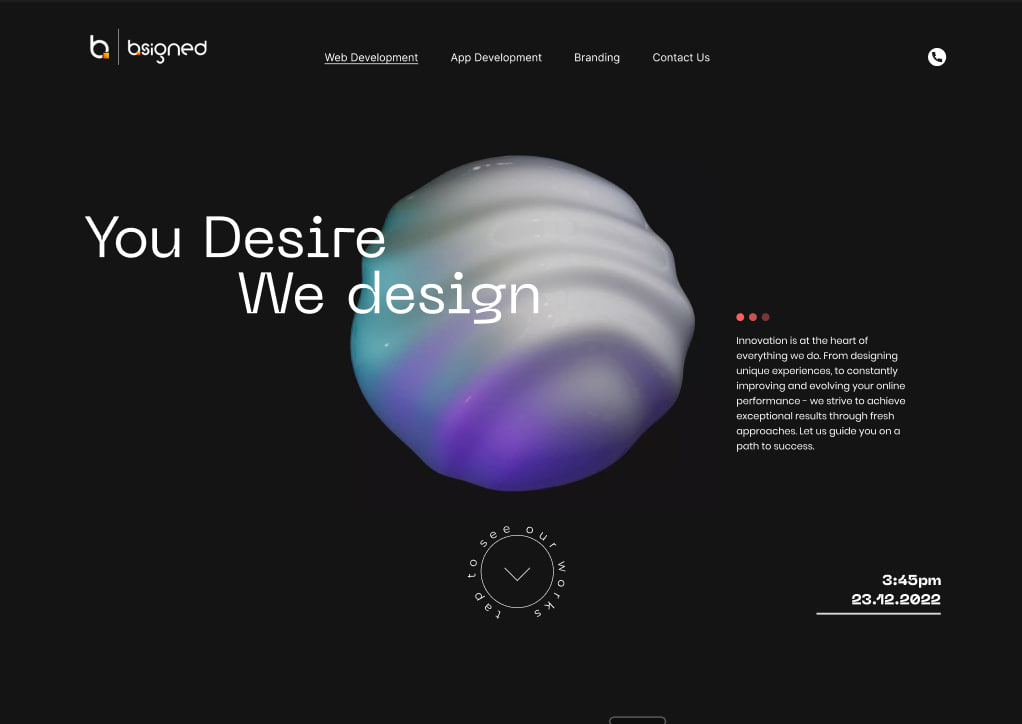 b
bsigned
Web Development
App Development
Branding
Contact Us
You Desire
We design
Innovation is at the heart of
everything we do. From designing
unique experiences, to constantly
improving and evolving your online
performance - we strive to achieve
exceptional results through fresh
approaches. Let us guide you on a
path to success.
tap to see our works
3:45pm
23.12.2022